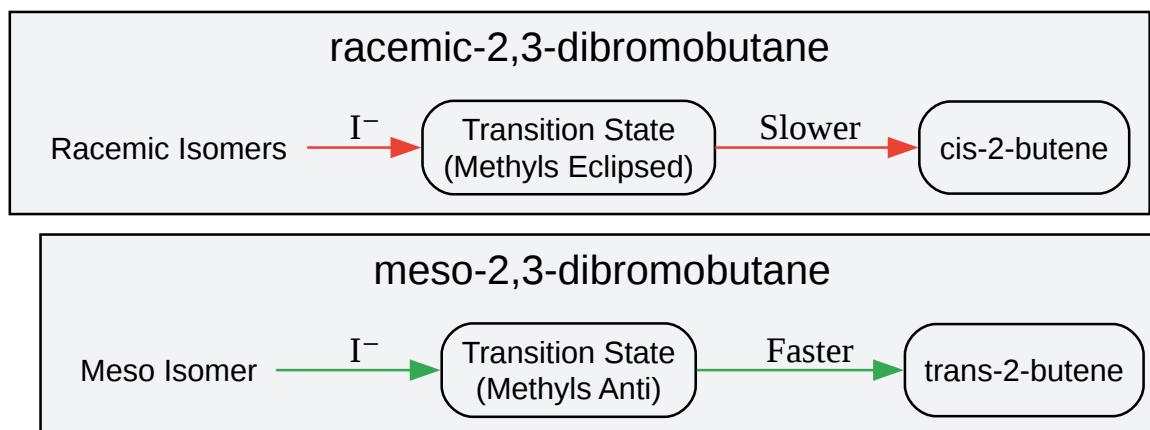 racemic-2,3-dibromobutane
Racemic Isomers
I⁻
Transition State
(Methyls Eclipsed)
Slower
cis-2-butene
meso-2,3-dibromobutane
Meso Isomer
I⁻
Transition State
(Methyls Anti)
Faster
trans-2-butene